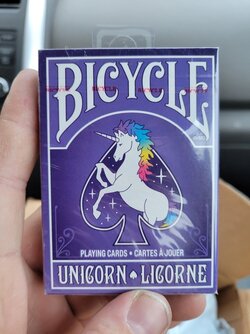 BICYCLE
PLAYING CARDS • CARTES À JOUER
UNICORN ♠ LICORNE